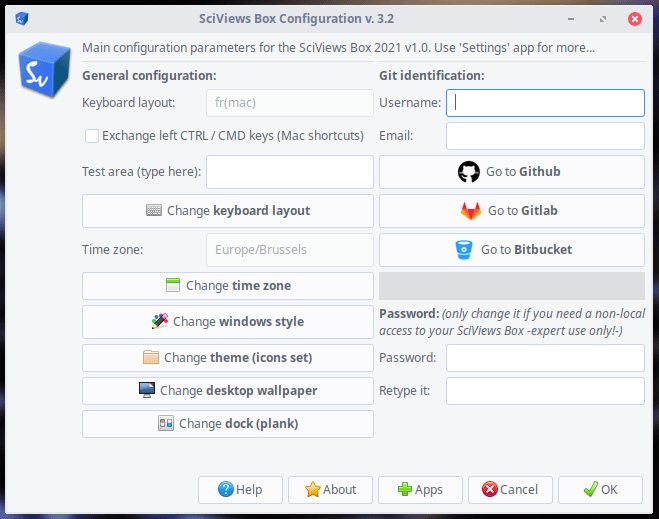 SciViews Box Configuration v. 3.2
Main configuration parameters for the SciViews Box 2021 v1.0. Use 'Settings' app for more...
Sv
General configuration:
Keyboard layout: fr(mac)
Exchange left CTRL / CMD keys (Mac shortcuts)
Test area (type here):
Change keyboard layout
Time zone: Europe/Brussels
Change time zone
Change windows style
Change theme (icons set)
Change desktop wallpaper
Change dock (plank)
Git identification:
Username:
Email:
Go to Github
Go to Gitlab
Go to Bitbucket
Password: (only change it if you need a non-local
access to your SciViews Box -expert use only!-)
Password:
Retype it:
Help
About
Apps
Cancel
OK